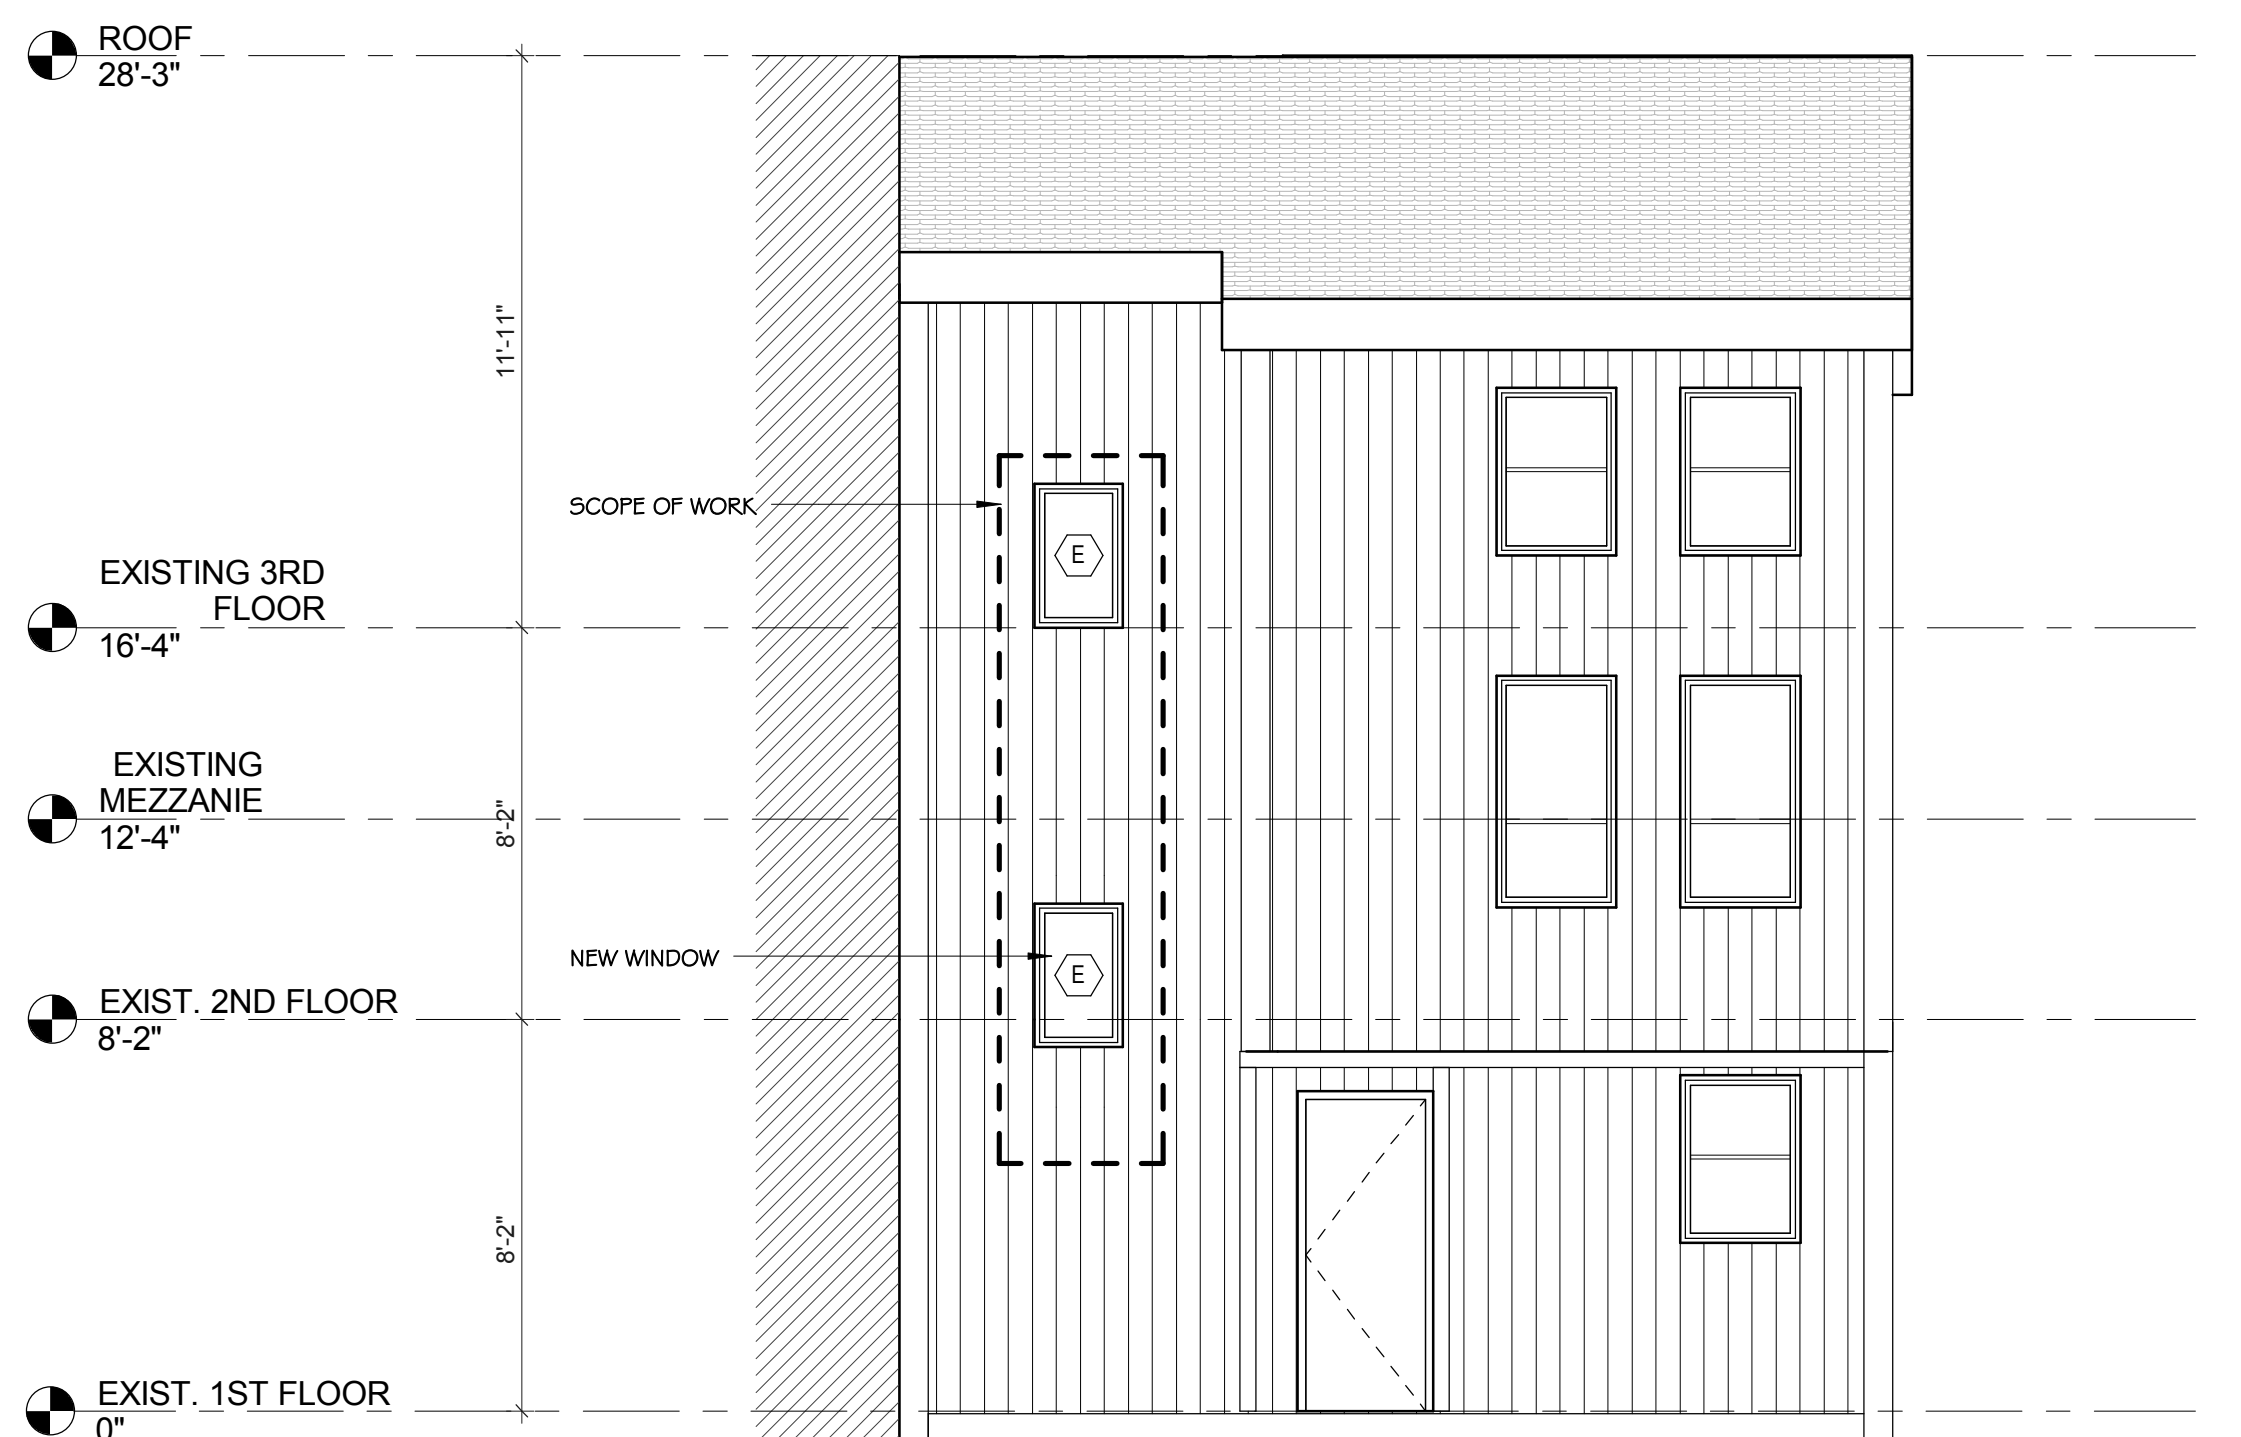 ROOF
28'-3"
11'-11"
SCOPE OF WORK
EXISTING 3RD
FLOOR
16'-4"
E
EXISTING
MEZZANIE
12'-4"
8'-2"
NEW WINDOW
E
EXIST. 2ND FLOOR
8'-2"
8'-2"
EXIST. 1ST FLOOR
0"